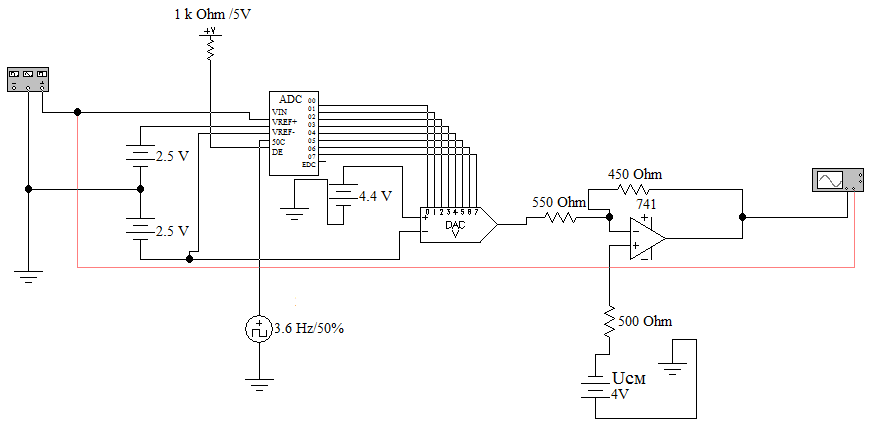 1 k Ohm /5V
+V
ADC
00
VIN
01
VREF+
02
VREF-
03
04
SOC
05
06
OE
07
EOC
2.5 V
4.4 V
2.5 V
+
-
0 1 2 3 4 5 6 7
DAC
V
550 Ohm
450 Ohm
741
+
-
+
-
500 Ohm
3.6 Hz/50%
Uсм
4V